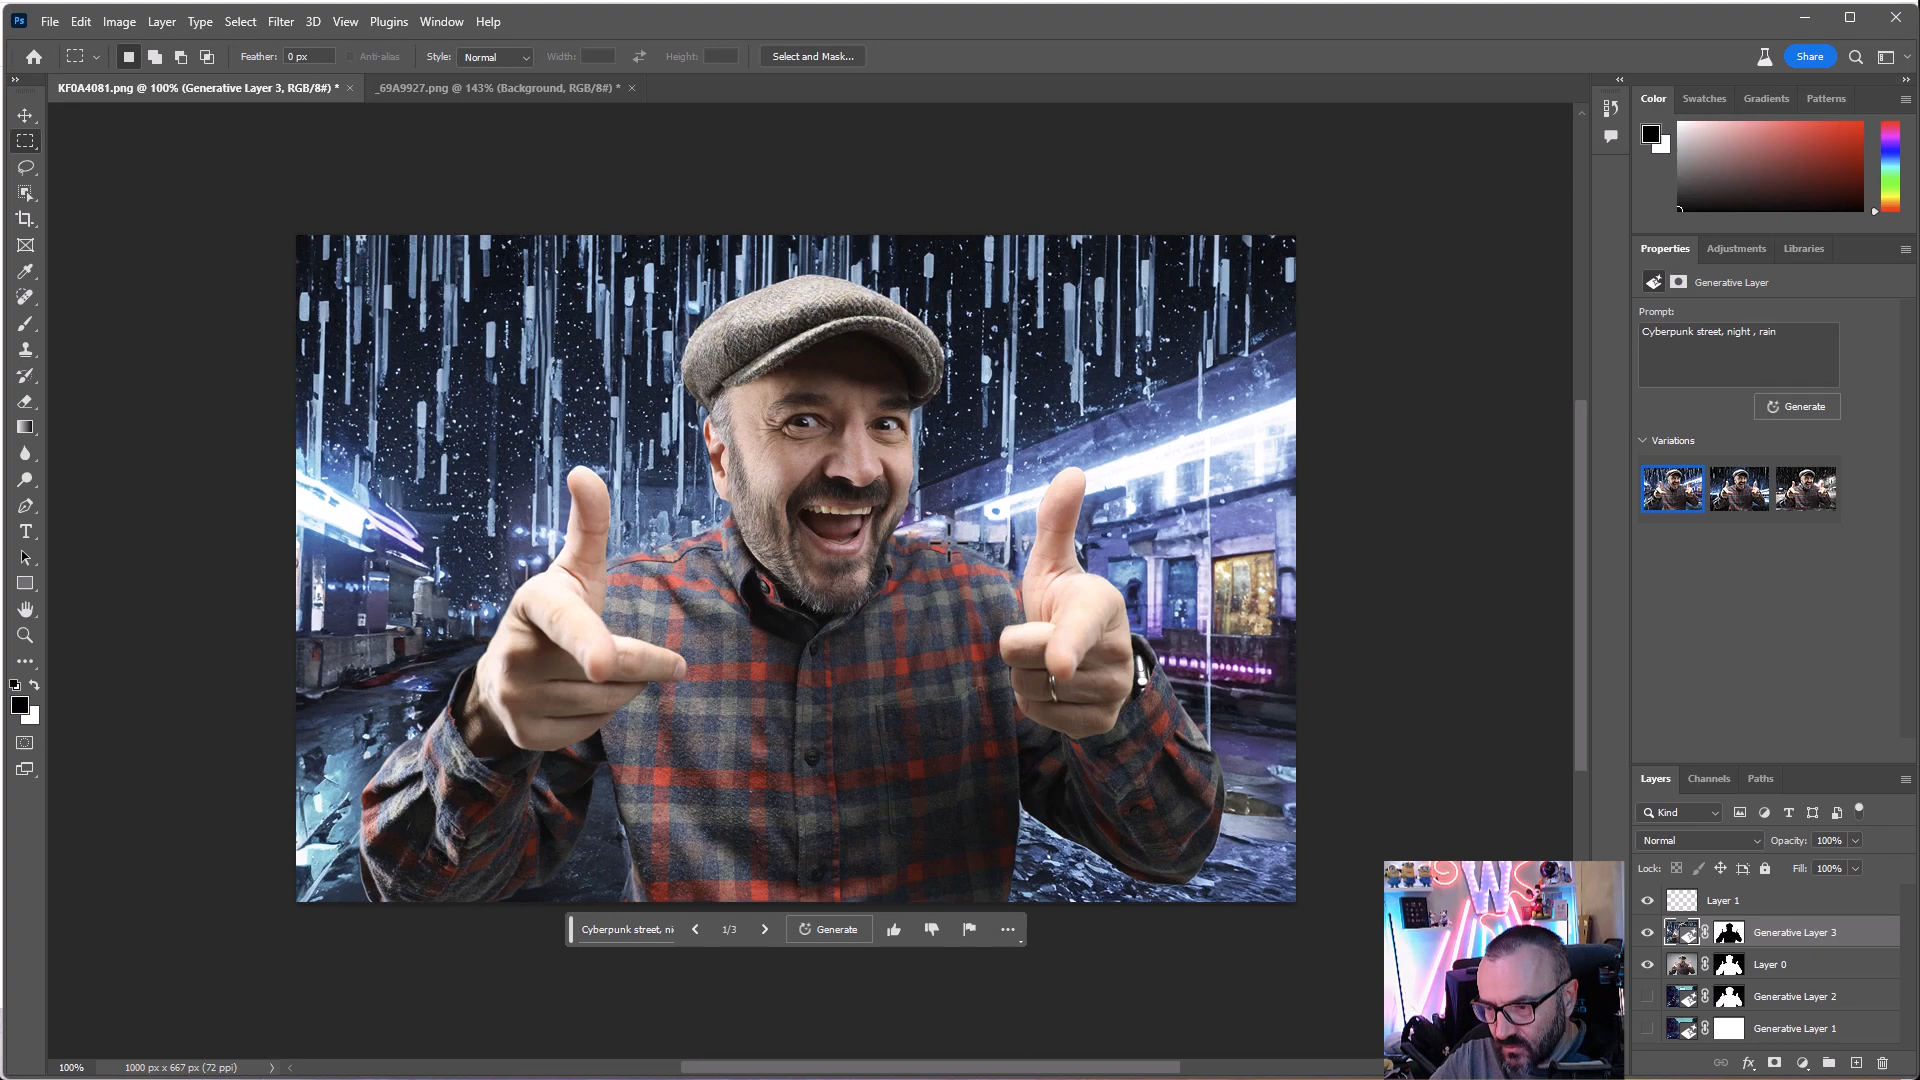 Ps File Edit Image Layer Type Select Filter 3D View Plugins Window Help
Feather: 0 px Anti-alias Style: Normal Width: Height: Select and Mask... Share
KF0A4081.png @ 100% (Generative Layer 3, RGB/8#) * × _69A9927.png @ 143% (Background, RGB/8#) * ×
Color Swatches Gradients Patterns
Properties Adjustments Libraries
Generative Layer
Prompt:
Cyberpunk street, night , rain
Generate
Variations
Cyberpunk street, ni 1/3 Generate
Layers Channels Paths
Kind
Normal Opacity: 100%
Lock: Fill: 100%
Layer 1
Generative Layer 3
Layer 0
Generative Layer 2
Generative Layer 1
fx
100% 1000 px x 667 px (72 ppi)